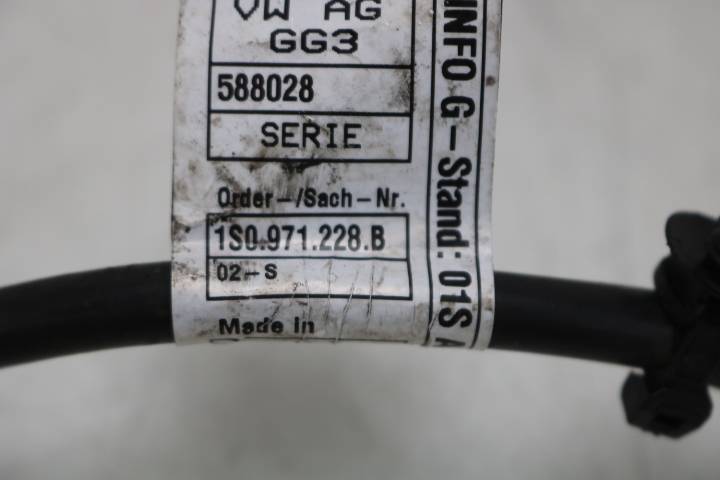 VW AG
GG3
588028
SERIE
Order-/Sach-Nr.
1S0.971.228.B
02-S
Made in
INFO G-Stand: 01S